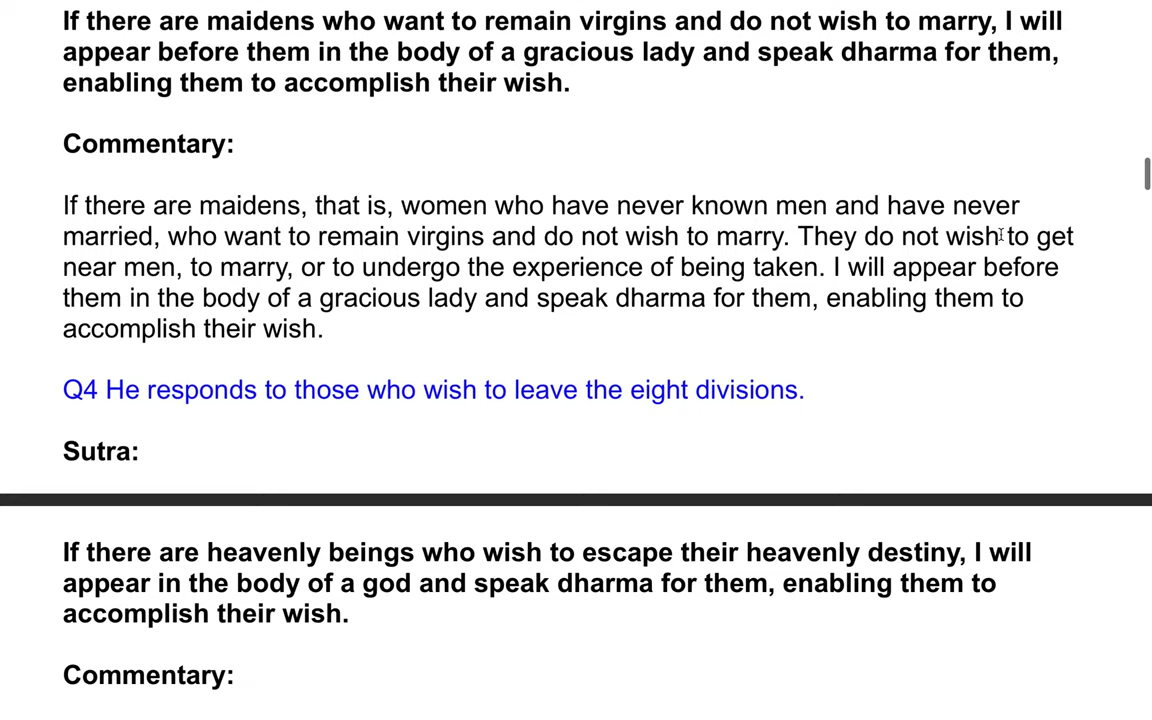 If there are maidens who want to remain virgins and do not wish to marry, I will
appear before them in the body of a gracious lady and speak dharma for them,
enabling them to accomplish their wish.
Commentary:
If there are maidens, that is, women who have never known men and have never
married, who want to remain virgins and do not wish to marry. They do not wish to get
near men, to marry, or to undergo the experience of being taken. I will appear before
them in the body of a gracious lady and speak dharma for them, enabling them to
accomplish their wish.
Q4 He responds to those who wish to leave the eight divisions.
Sutra:
If there are heavenly beings who wish to escape their heavenly destiny, I will
appear in the body of a god and speak dharma for them, enabling them to
accomplish their wish.
Commentary: